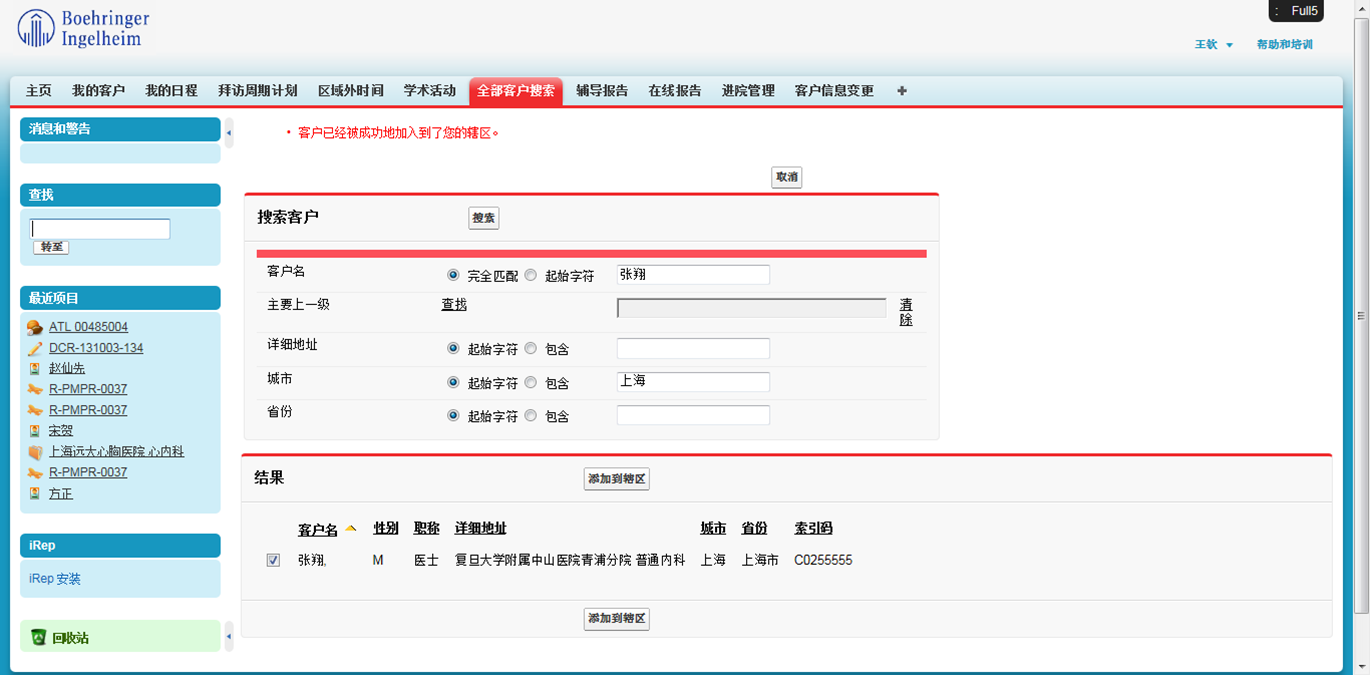 Boehringer
Ingelheim
: Full5
王钦 帮助和培训
主页 我的客户 我的日程 拜访周期计划 区域外时间 学术活动 全部客户搜索 辅导报告 在线报告 进院管理 客户信息变更 +
消息和警告
• 客户已经被成功地加入到了您的辖区。
取消
查找
转至
搜索客户 搜索
客户名 完全匹配 起始字符 张翔
主要上一级 查找 清除
详细地址 起始字符 包含
城市 起始字符 包含 上海
省份 起始字符 包含
最近项目
ATL 00485004
DCR-131003-134
赵仙先
R-PMPR-0037
R-PMPR-0037
宋贺
上海远大心胸医院 心内科
R-PMPR-0037
方正
结果 添加到辖区
客户名 性别 职称 详细地址 城市 省份 索引码
张翔, M 医士 复旦大学附属中山医院青浦分院 普通内科 上海 上海市 C0255555
添加到辖区
iRep
iRep 安装
回收站